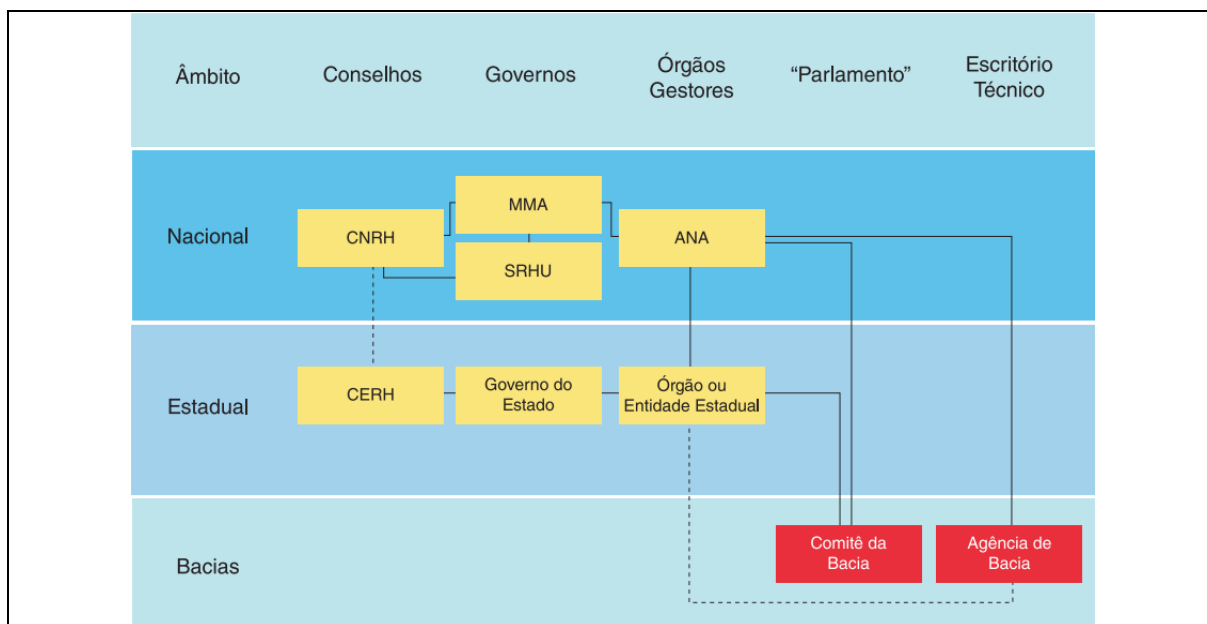 Âmbito
Conselhos
Governos
Órgãos
Gestores
“Parlamento”
Escritório
Técnico
Nacional
CNRH
MMA
SRHU
ANA
Estadual
CERH
Governo do
Estado
Órgão ou
Entidade Estadual
Bacias
Comitê da
Bacia
Agência de
Bacia